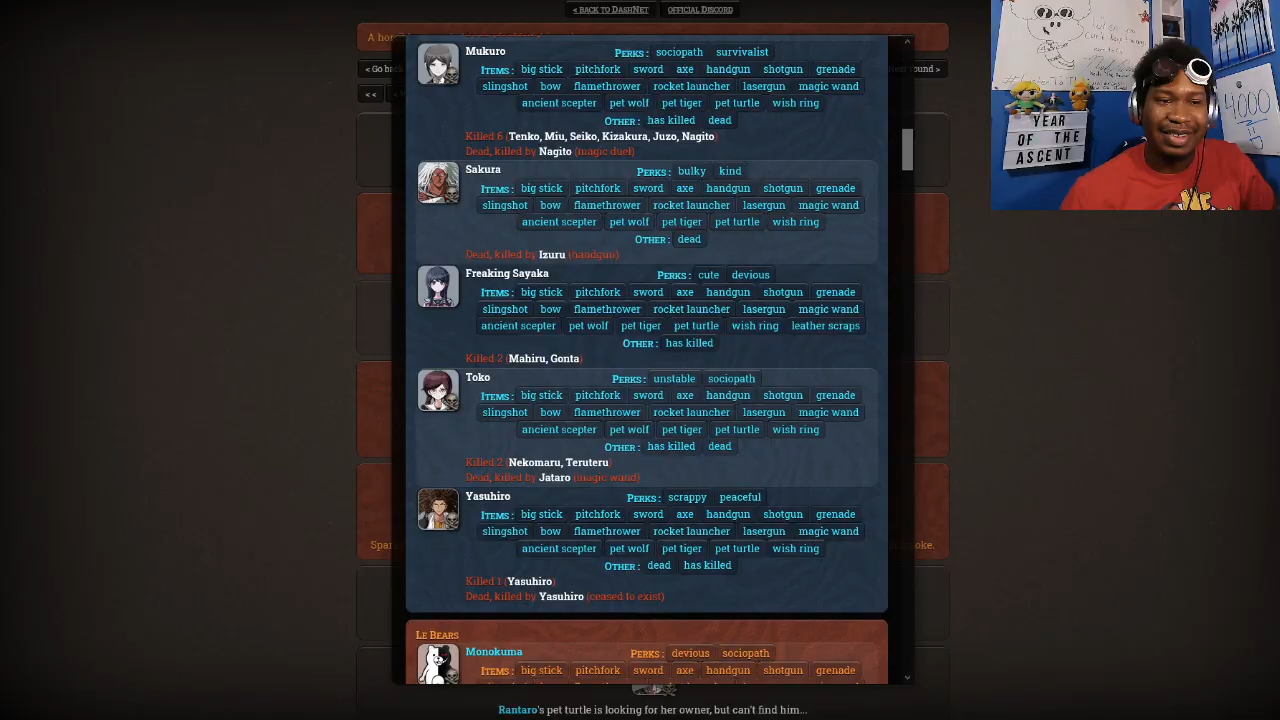 < BACK TO DASHNET
OFFICIAL DISCORD
< Go back
<<
Mukuro
PERKS : sociopath survivalist
ITEMS : big stick pitchfork sword axe handgun shotgun grenade
slingshot bow flamethrower rocket launcher lasergun magic wand
ancient scepter pet wolf pet tiger pet turtle wish ring
OTHER : has killed dead
Killed 6 (Tenko, Miu, Seiko, Kizakura, Juzo, Nagito)
Dead, killed by Nagito (magic duel)
Sakura
PERKS : bulky kind
ITEMS : big stick pitchfork sword axe handgun shotgun grenade
slingshot bow flamethrower rocket launcher lasergun magic wand
ancient scepter pet wolf pet tiger pet turtle wish ring
OTHER : dead
Dead, killed by Izuru (handgun)
Freaking Sayaka
PERKS : cute devious
ITEMS : big stick pitchfork sword axe handgun shotgun grenade
slingshot bow flamethrower rocket launcher lasergun magic wand
ancient scepter pet wolf pet tiger pet turtle wish ring leather scraps
OTHER : has killed
Killed 2 (Mahiru, Gonta)
Toko
PERKS : unstable sociopath
ITEMS : big stick pitchfork sword axe handgun shotgun grenade
slingshot bow flamethrower rocket launcher lasergun magic wand
ancient scepter pet wolf pet tiger pet turtle wish ring
OTHER : has killed dead
Killed 2 (Nekomaru, Teruteru)
Dead, killed by Jataro (magic wand)
Yasuhiro
PERKS : scrappy peaceful
ITEMS : big stick pitchfork sword axe handgun shotgun grenade
slingshot bow flamethrower rocket launcher lasergun magic wand
ancient scepter pet wolf pet tiger pet turtle wish ring
OTHER : dead has killed
Killed 1 (Yasuhiro)
Dead, killed by Yasuhiro (ceased to exist)
LE BEARS
Monokuma
PERKS : devious sociopath
ITEMS : big stick pitchfork sword axe handgun shotgun grenade
Rantaro's pet turtle is looking for her owner, but can't find him...
YEAR
OF THE
ASCENT
4000